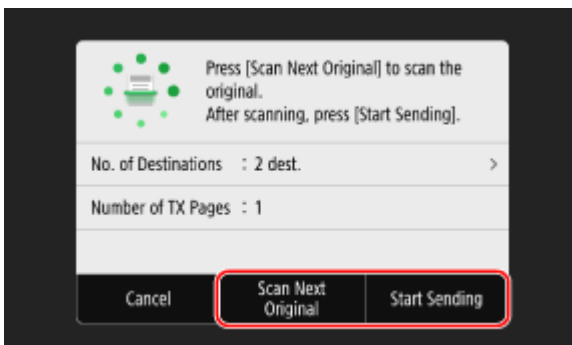 Press [Scan Next Original] to scan the
original.
After scanning, press [Start Sending].
No. of Destinations : 2 dest. >
Number of TX Pages : 1
Cancel
Scan Next
Original
Start Sending